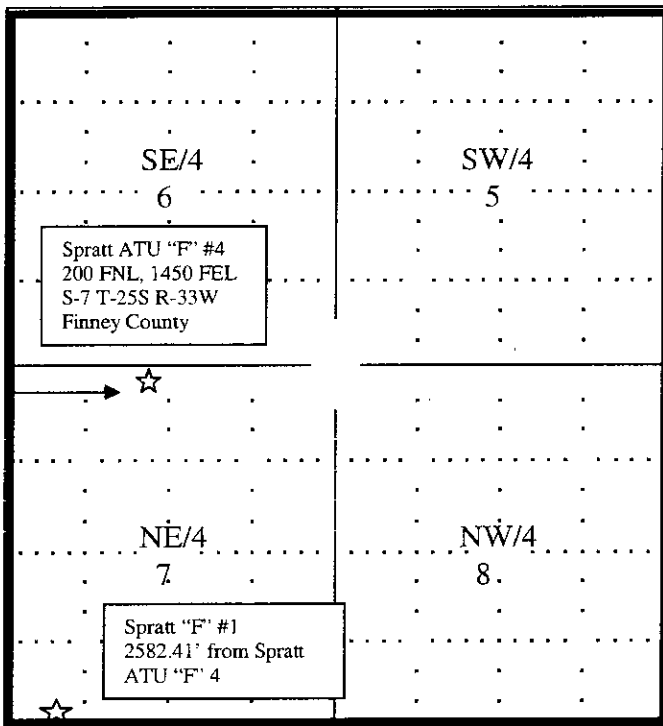 SE/4
6
SW/4
5
Spratt ATU “F” #4
200 FNL, 1450 FEL
S-7 T-25S R-33W
Finney County
NE/4
7
NW/4
8
Spratt “F” #1
2582.41’ from Spratt
ATU “F” 4